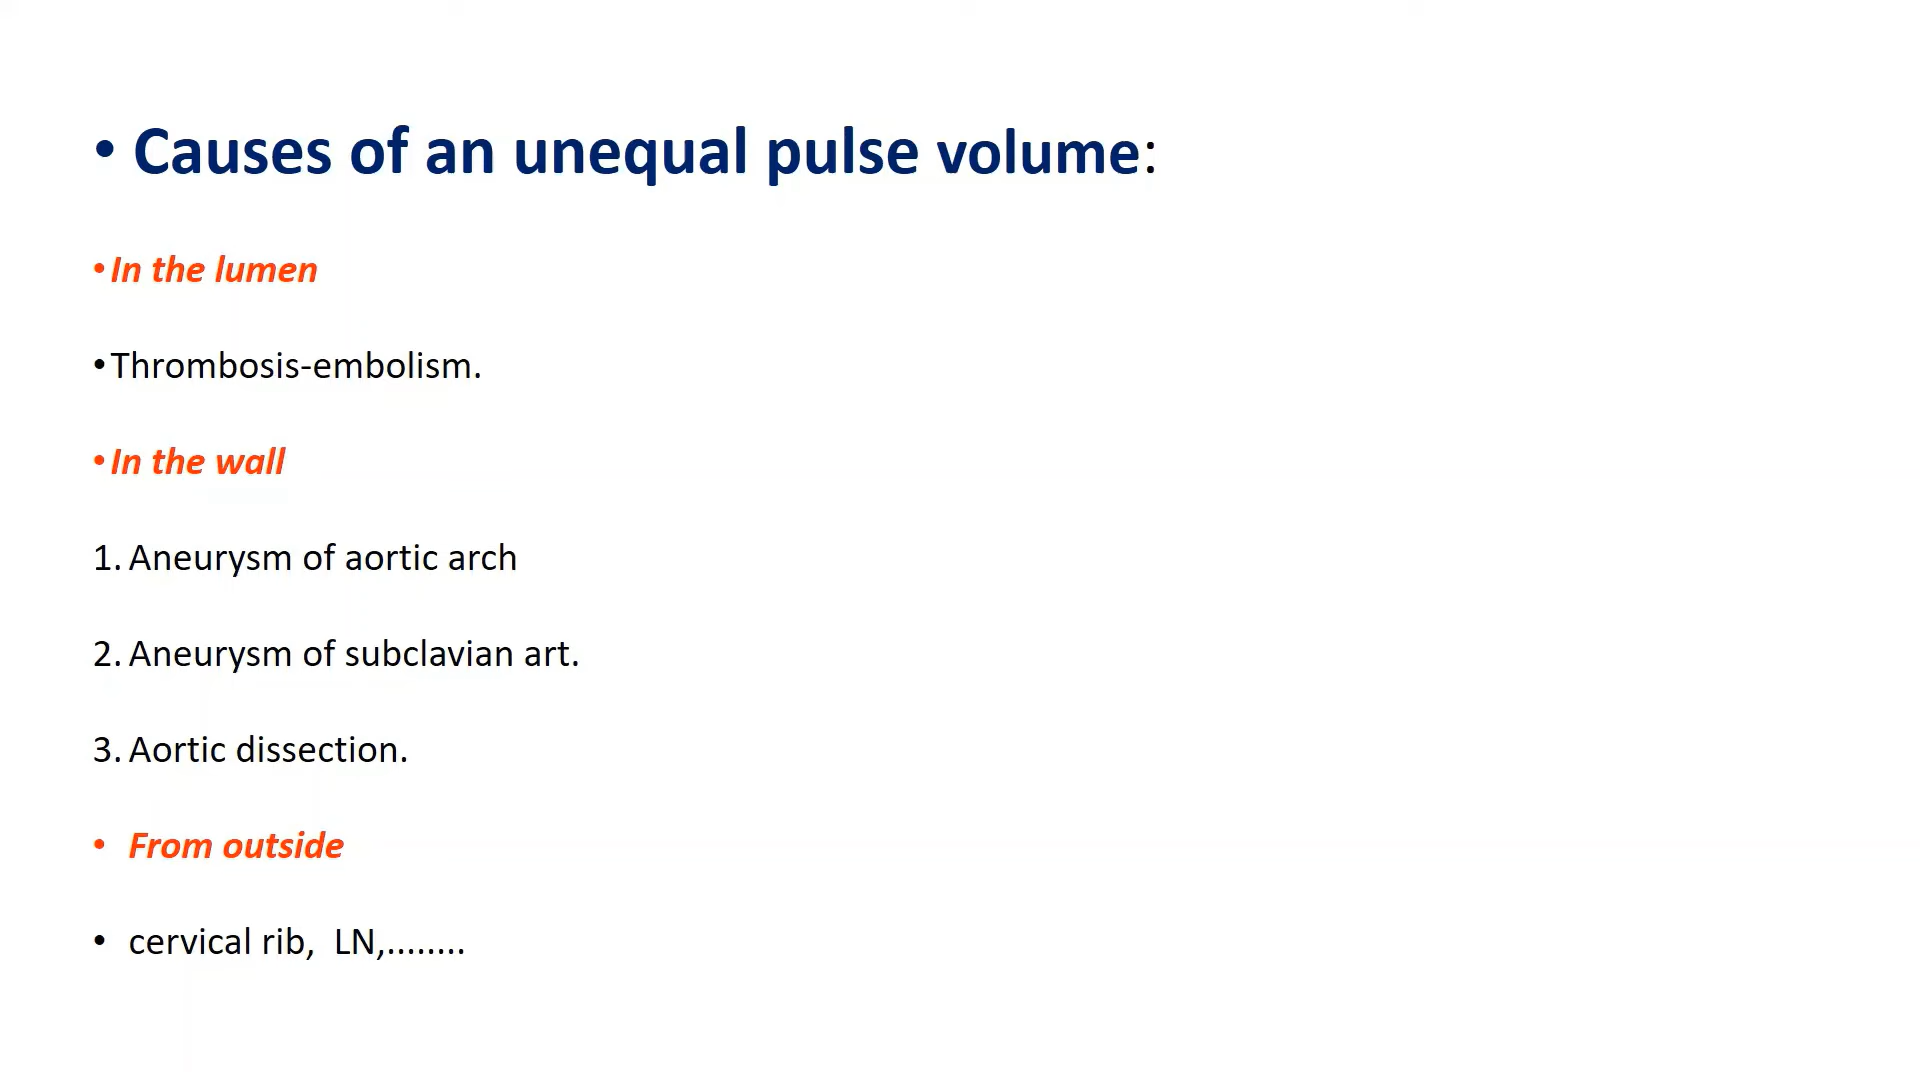 • Causes of an unequal pulse volume:
• In the lumen
• Thrombosis-embolism.
• In the wall
1. Aneurysm of aortic arch
2. Aneurysm of subclavian art.
3. Aortic dissection.
• From outside
• cervical rib, LN,........